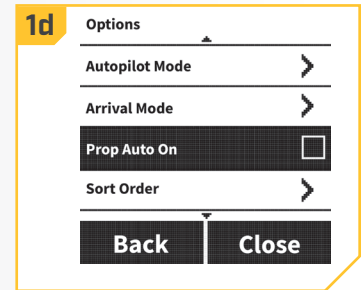 1d
Options
Autopilot Mode
Arrival Mode
Prop Auto On
Sort Order
Back Close